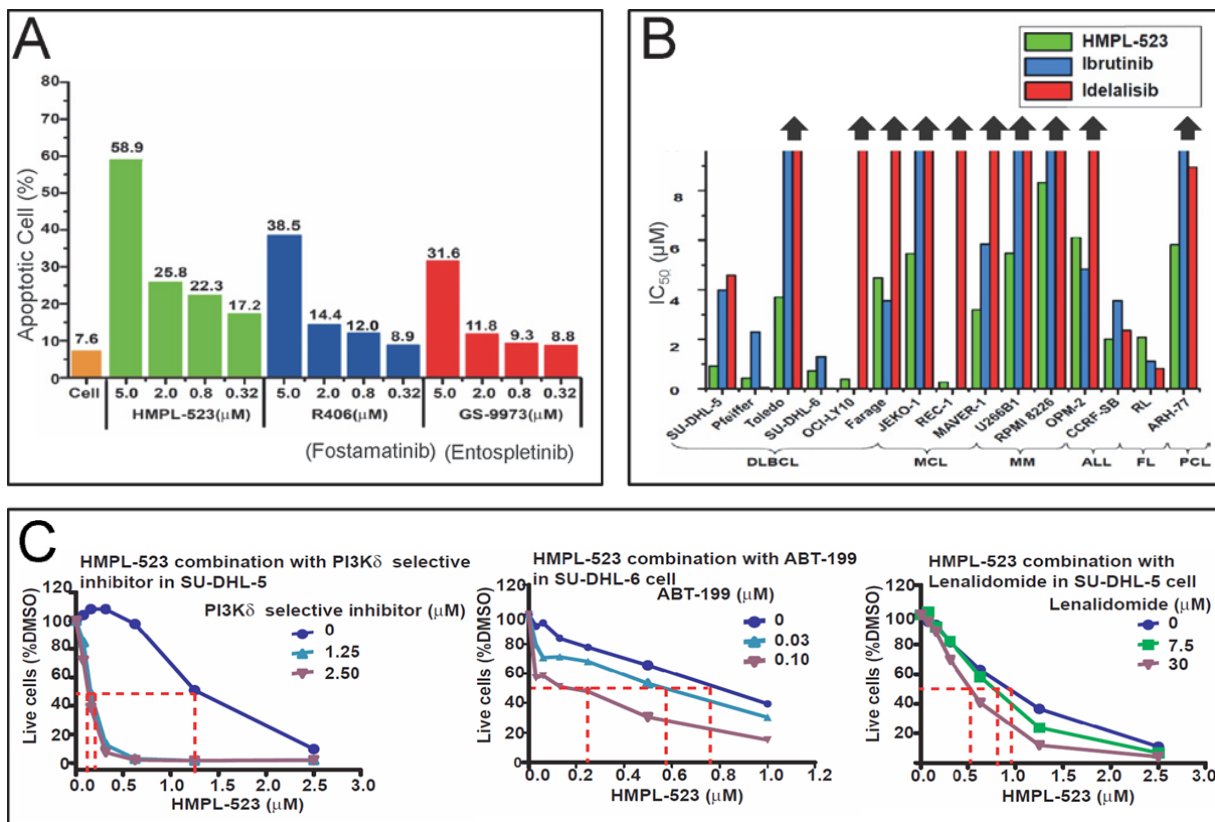 A
Apoptotic Cell (%)
80
70
60
50
40
30
20
10
0
7.6
58.9
25.8
22.3
17.2
38.5
14.4
12.0
8.9
31.6
11.8
9.3
8.8
Cell 5.0 2.0 0.8 0.32 5.0 2.0 0.8 0.32 5.0 2.0 0.8 0.32
HMPL-523(μM) R406(μM) GS-9973(μM)
(Fostamatinib) (Entospletinib)
B
HMPL-523
Ibrutinib
Idelalisib
IC50 (μM)
8
6
4
2
0
SU-DHL-5
Pfeiffer
Toledo
SU-DHL-6
OCI-LY10
Farage
JEKO-1
REC-1
MAVER-1
U266B1
RPMI 8226
OPM-2
CCRF-SB
RL
ARH-77
DLBCL MCL MM ALL FL PCL
C
HMPL-523 combination with PI3Kδ selective
inhibitor in SU-DHL-5
PI3Kδ selective inhibitor (μM)
0
1.25
2.50
Live cells (%DMSO)
120
100
80
60
40
20
0
0.0 0.5 1.0 1.5 2.0 2.5 3.0
HMPL-523 (μM)
HMPL-523 combination with ABT-199
in SU-DHL-6 cell
ABT-199 (μM)
0
0.03
0.10
Live cells (%DMSO)
120
100
80
60
40
20
0
0.0 0.2 0.4 0.6 0.8 1.0 1.2
HMPL-523 (μM)
HMPL-523 combination with
Lenalidomide in SU-DHL-5 cell
Lenalidomide (μM)
0
7.5
30
Live cells (%DMSO)
120
100
80
60
40
20
0
0.0 0.5 1.0 1.5 2.0 2.5 3.0
HMPL-523 (μM)